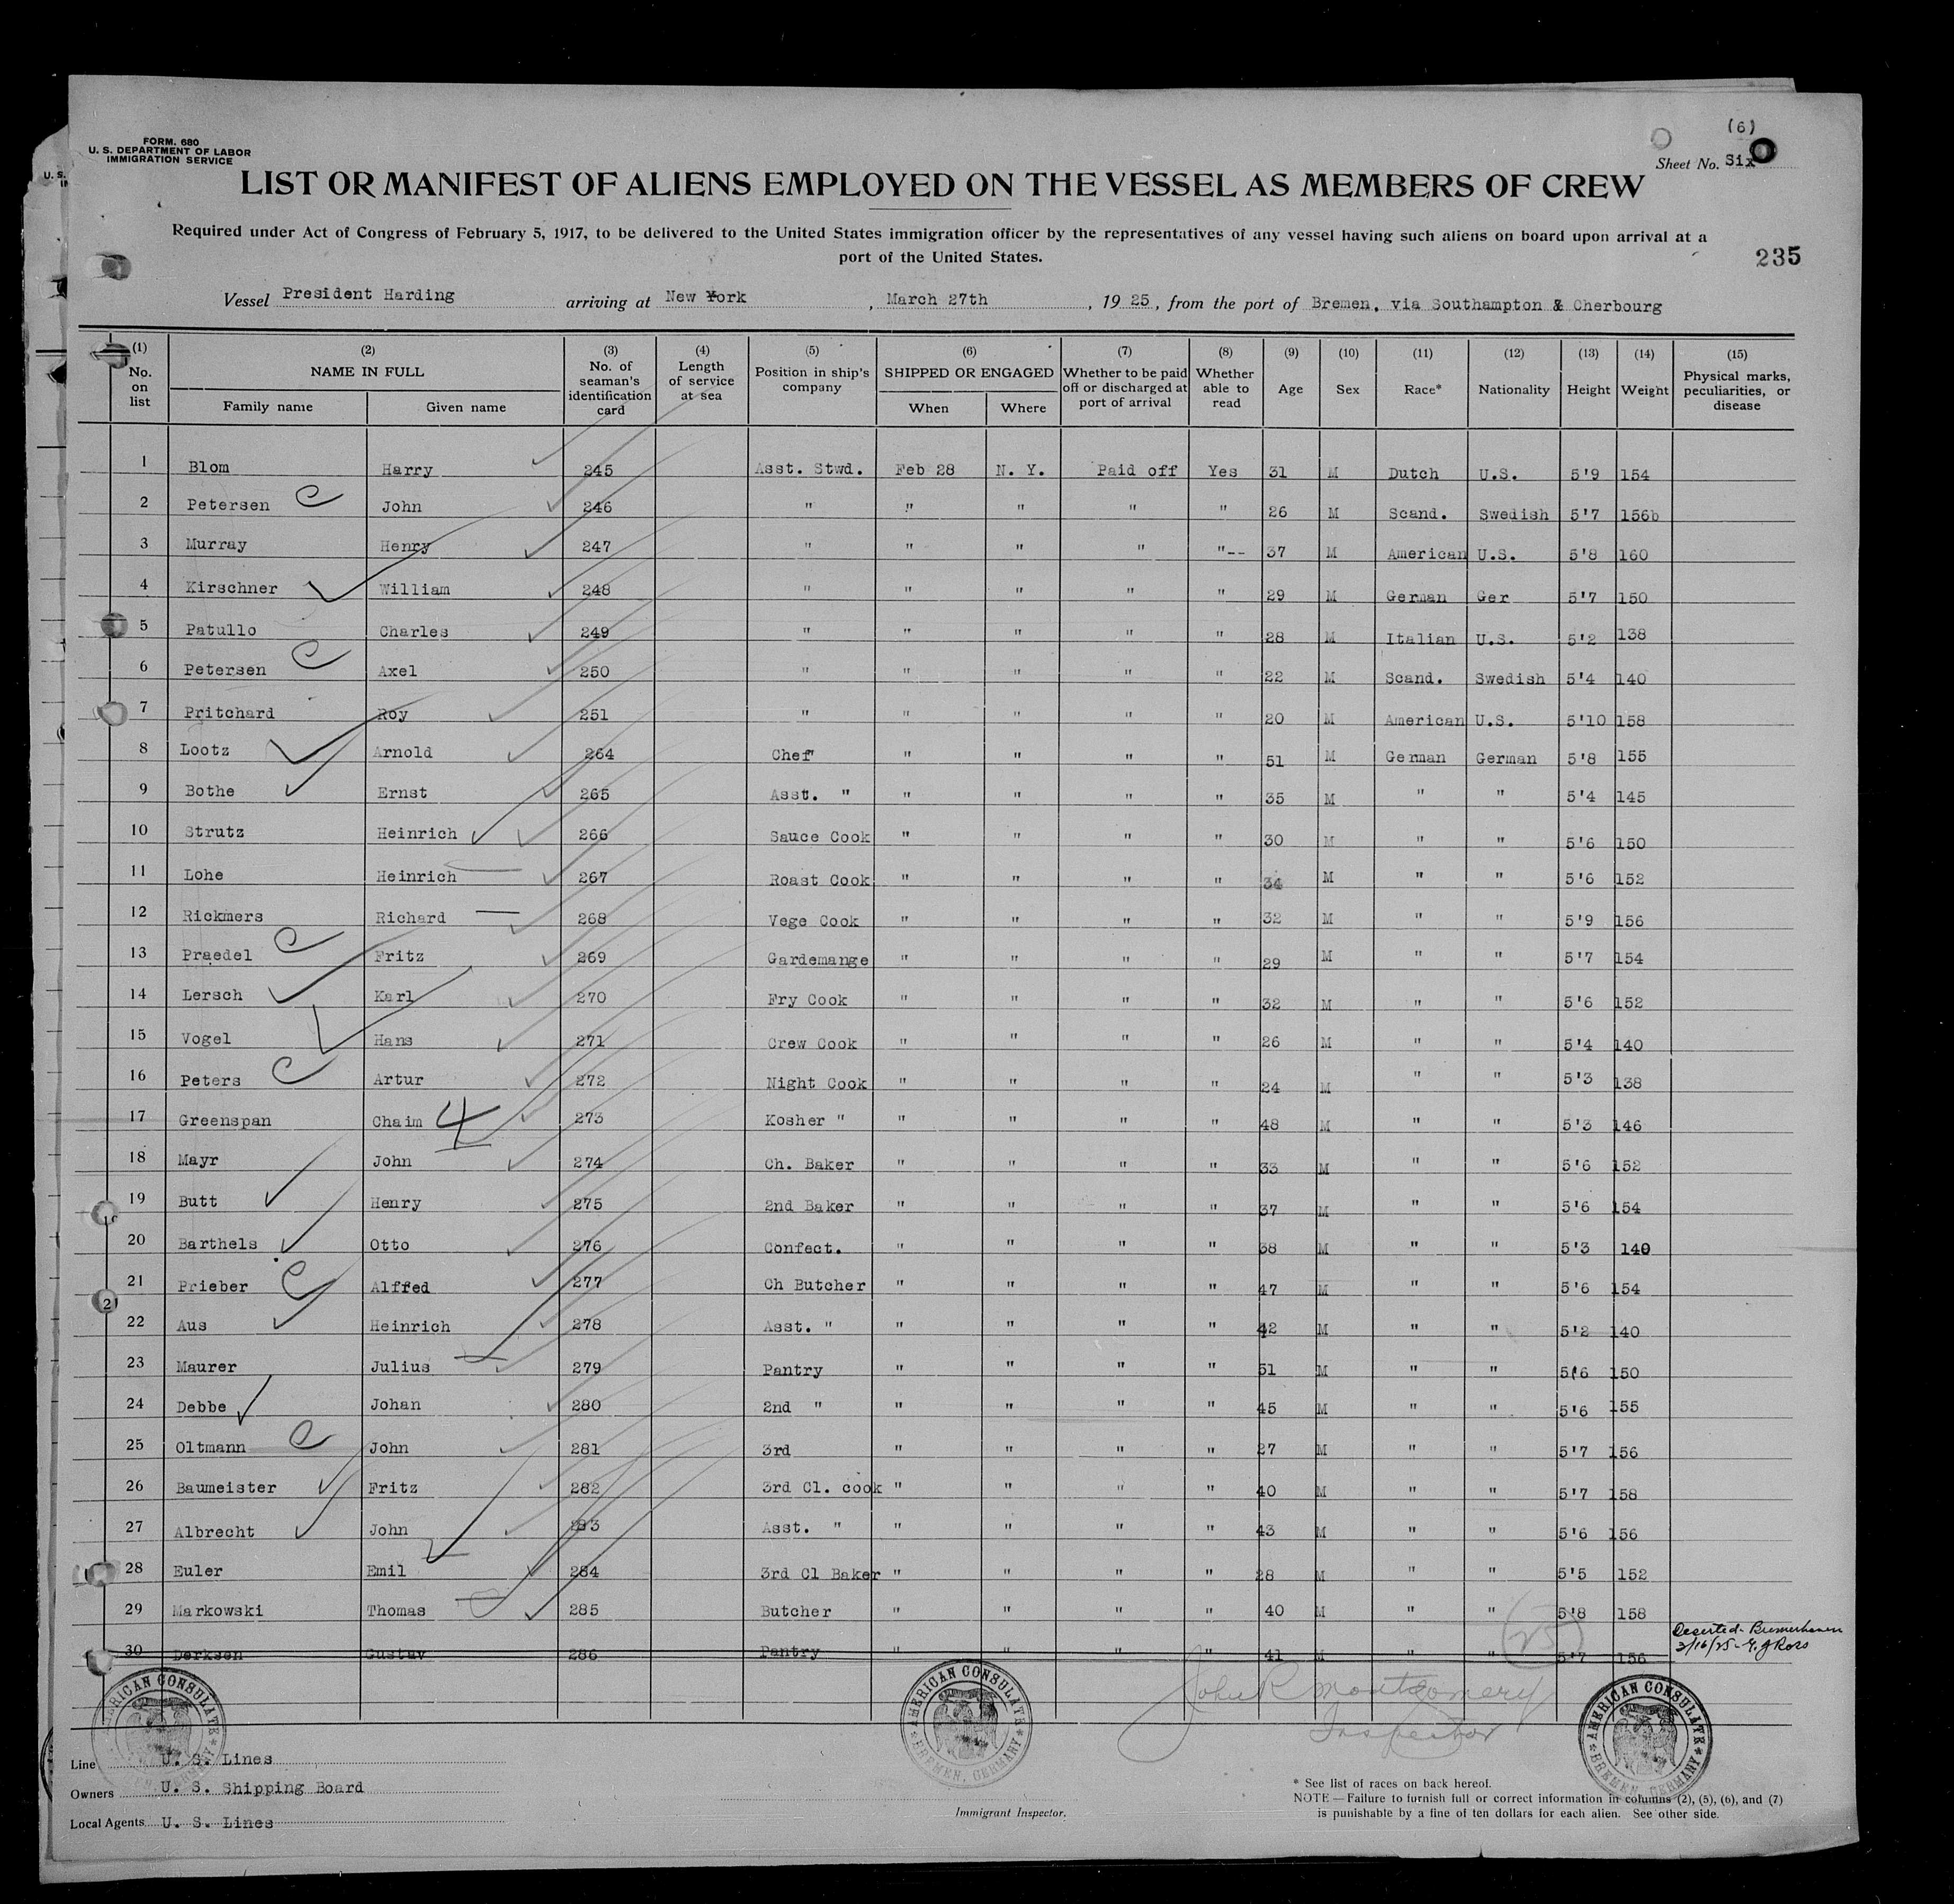 (6)
FORM. 680
U. S. DEPARTMENT OF LABOR
IMMIGRATION SERVICE
Sheet No. Six
LIST OR MANIFEST OF ALIENS EMPLOYED ON THE VESSEL AS MEMBERS OF CREW
Required under Act of Congress of February 5, 1917, to be delivered to the United States immigration officer by the representatives of any vessel having such aliens on board upon arrival at a
port of the United States.
235
Vessel President Harding arriving at New York, March 27th, 1925, from the port of Bremen, via Southampton & Cherbourg
(1) No. on list (2) NAME IN FULL Family name Given name (3) No. of seaman's identification card (4) Length of service at sea (5) Position in ship's company (6) SHIPPED OR ENGAGED When Where (7) Whether to be paid off or discharged at port of arrival (8) Whether able to read (9) Age (10) Sex (11) Race* (12) Nationality (13) Height (14) Weight (15) Physical marks, peculiarities, or disease
1 Blom Harry 245 Asst. Stwd. Feb 28 N. Y. Paid off Yes 31 M Dutch U.S. 5'9 154
2 Petersen John 246 " " " " " 26 M Scand. Swedish 5'7 156b
3 Murray Henry 247 " " " " "-- 37 M American U.S. 5'8 160
4 Kirschner William 248 " " " " " 29 M German Ger 5'7 150
5 Patullo Charles 249 " " " " " 28 M Italian U.S. 5'2 138
6 Petersen Axel 250 " " " " " 22 M Scand. Swedish 5'4 140
7 Pritchard Roy 251 " " " " " 20 M American U.S. 5'10 158
8 Lootz Arnold 264 Chef " " " " 51 M German German 5'8 155
9 Bothe Ernst 265 Asst. " " " " " 35 M " " 5'4 145
10 Strutz Heinrich 266 Sauce Cook " " " " 30 M " " 5'6 150
11 Lohe Heinrich 267 Roast Cook " " " " 34 M " " 5'6 152
12 Rickmers Richard 268 Vege Cook " " " " 32 M " " 5'9 156
13 Praedel Fritz 269 Gardemange " " " " 29 M " " 5'7 154
14 Lersch Karl 270 Fry Cook " " " " 32 M " " 5'6 152
15 Vogel Hans 271 Crew Cook " " " " 26 M " " 5'4 140
16 Peters Artur 272 Night Cook " " " " 24 M " " 5'3 138
17 Greenspan Chaim 4 273 Kosher " " " " " 48 M " " 5'3 146
18 Mayr John 274 Ch. Baker " " " " 33 M " " 5'6 152
19 Butt Henry 275 2nd Baker " " " " 37 M " " 5'6 154
20 Barthels Otto 276 Confect. " " " " 38 M " " 5'3 140
21 Prieber Alffed 277 Ch Butcher " " " " 47 M " " 5'6 154
22 Aus Heinrich 278 Asst. " " " " " 42 M " " 5'2 140
23 Maurer Julius 279 Pantry " " " " 51 M " " 5'6 150
24 Debbe Johan 280 2nd " " " " " 45 M " " 5'6 155
25 Oltmann John 281 3rd " " " " 27 M " " 5'7 156
26 Baumeister Fritz 282 3rd Cl. cook " " " " 40 M " " 5'7 158
27 Albrecht John 283 Asst. " " " " " 43 M " " 5'6 156
28 Euler Emil 284 3rd Cl Baker " " " " 28 M " " 5'5 152
29 Markowski Thomas 285 Butcher " " " " 40 M " " 5'8 158
30 Derksen Gustav 286 Pantry " " " " 41 M " " 5'7 156 Deserted - Bremerhaven
3/16/25 - G. J Ross
25
John R Montgomery
Inspector
AMERICAN CONSULATE
AMERICAN CONSULATE BREMEN, GERMANY
AMERICAN CONSULATE BREMEN, GERMANY
Line U. S. Lines
Owners U. S. Shipping Board
Local Agents U. S. Lines
Immigrant Inspector.
* See list of races on back hereof.
NOTE—Failure to furnish full or correct information in columns (2), (5), (6), and (7)
is punishable by a fine of ten dollars for each alien. See other side.